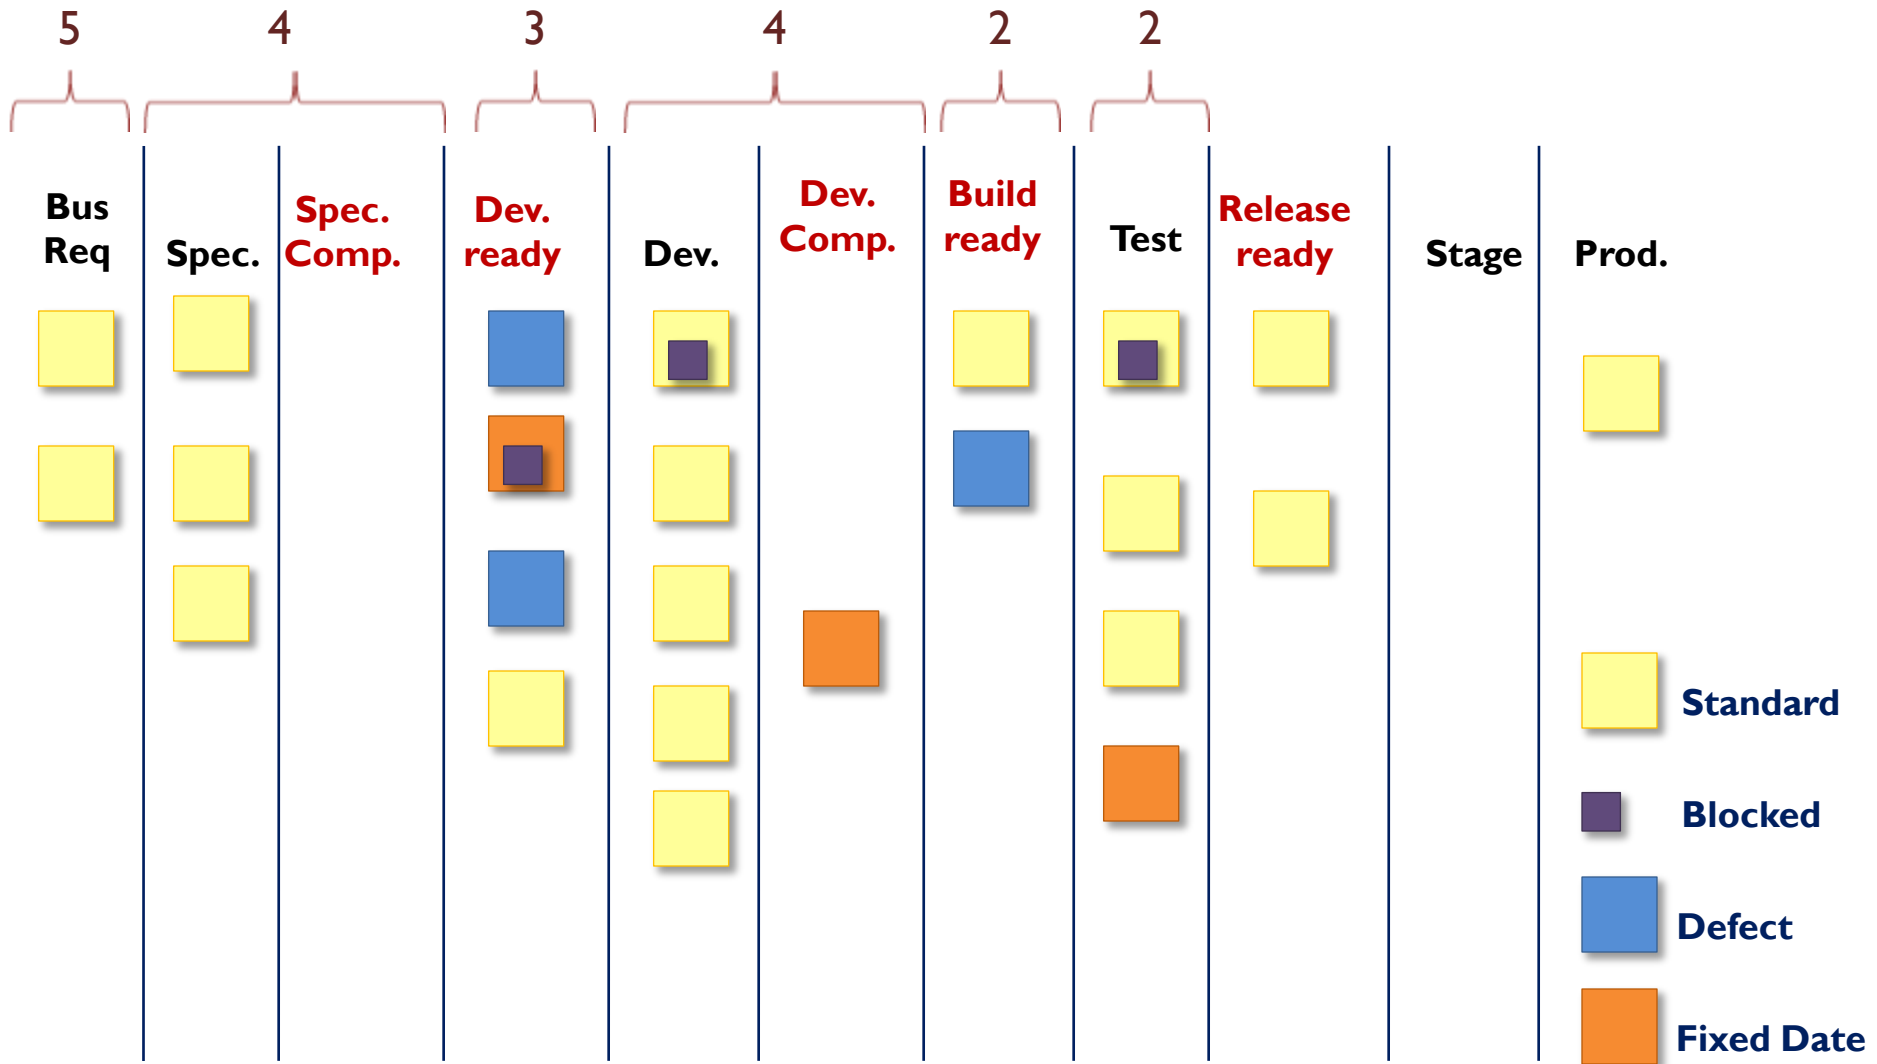 5
4
3
4
2
2
Bus
Req
Spec.
Spec.
Comp.
Dev.
ready
Dev.
Dev.
Comp.
Build
ready
Test
Release
ready
Stage
Prod.
Standard
Blocked
Defect
Fixed Date